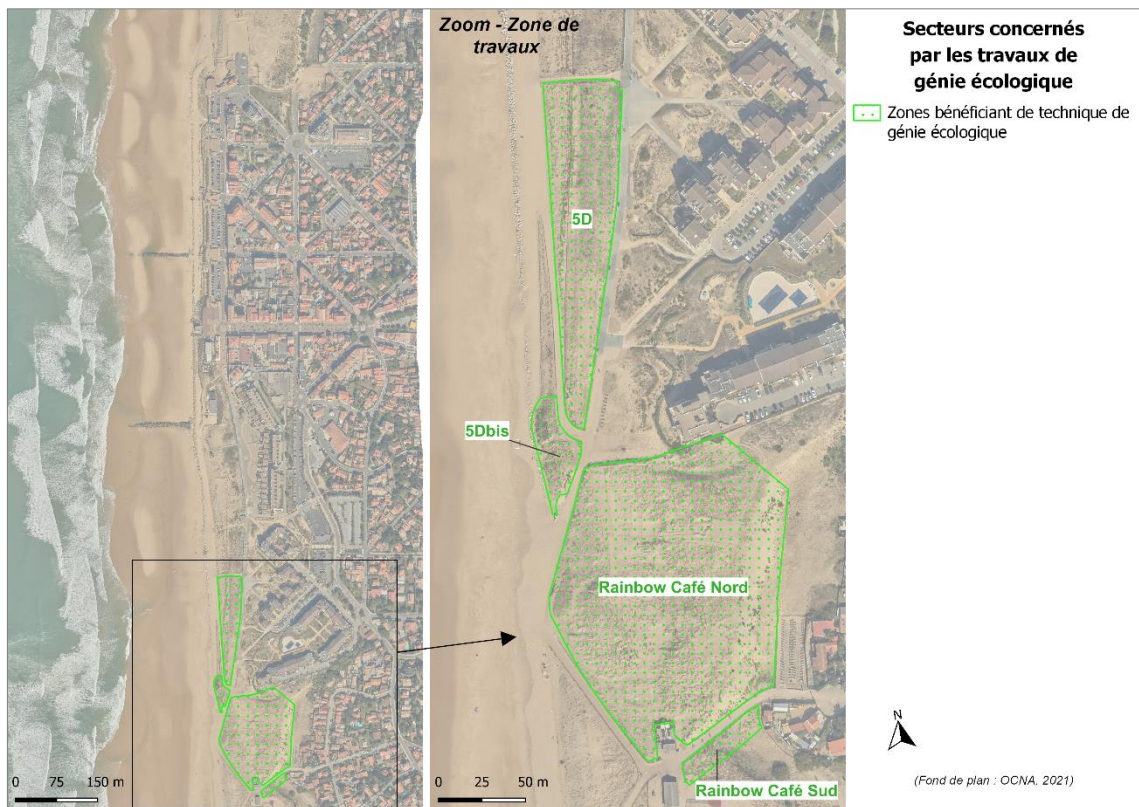 Zoom - Zone de
travaux
5D
5Dbis
Rainbow Café Nord
Rainbow Café Sud
0 75 150 m
0 25 50 m
Secteurs concernés
par les travaux de
génie écologique
Zones bénéficiant de technique de
génie écologique
N
(Fond de plan : OCNA, 2021)